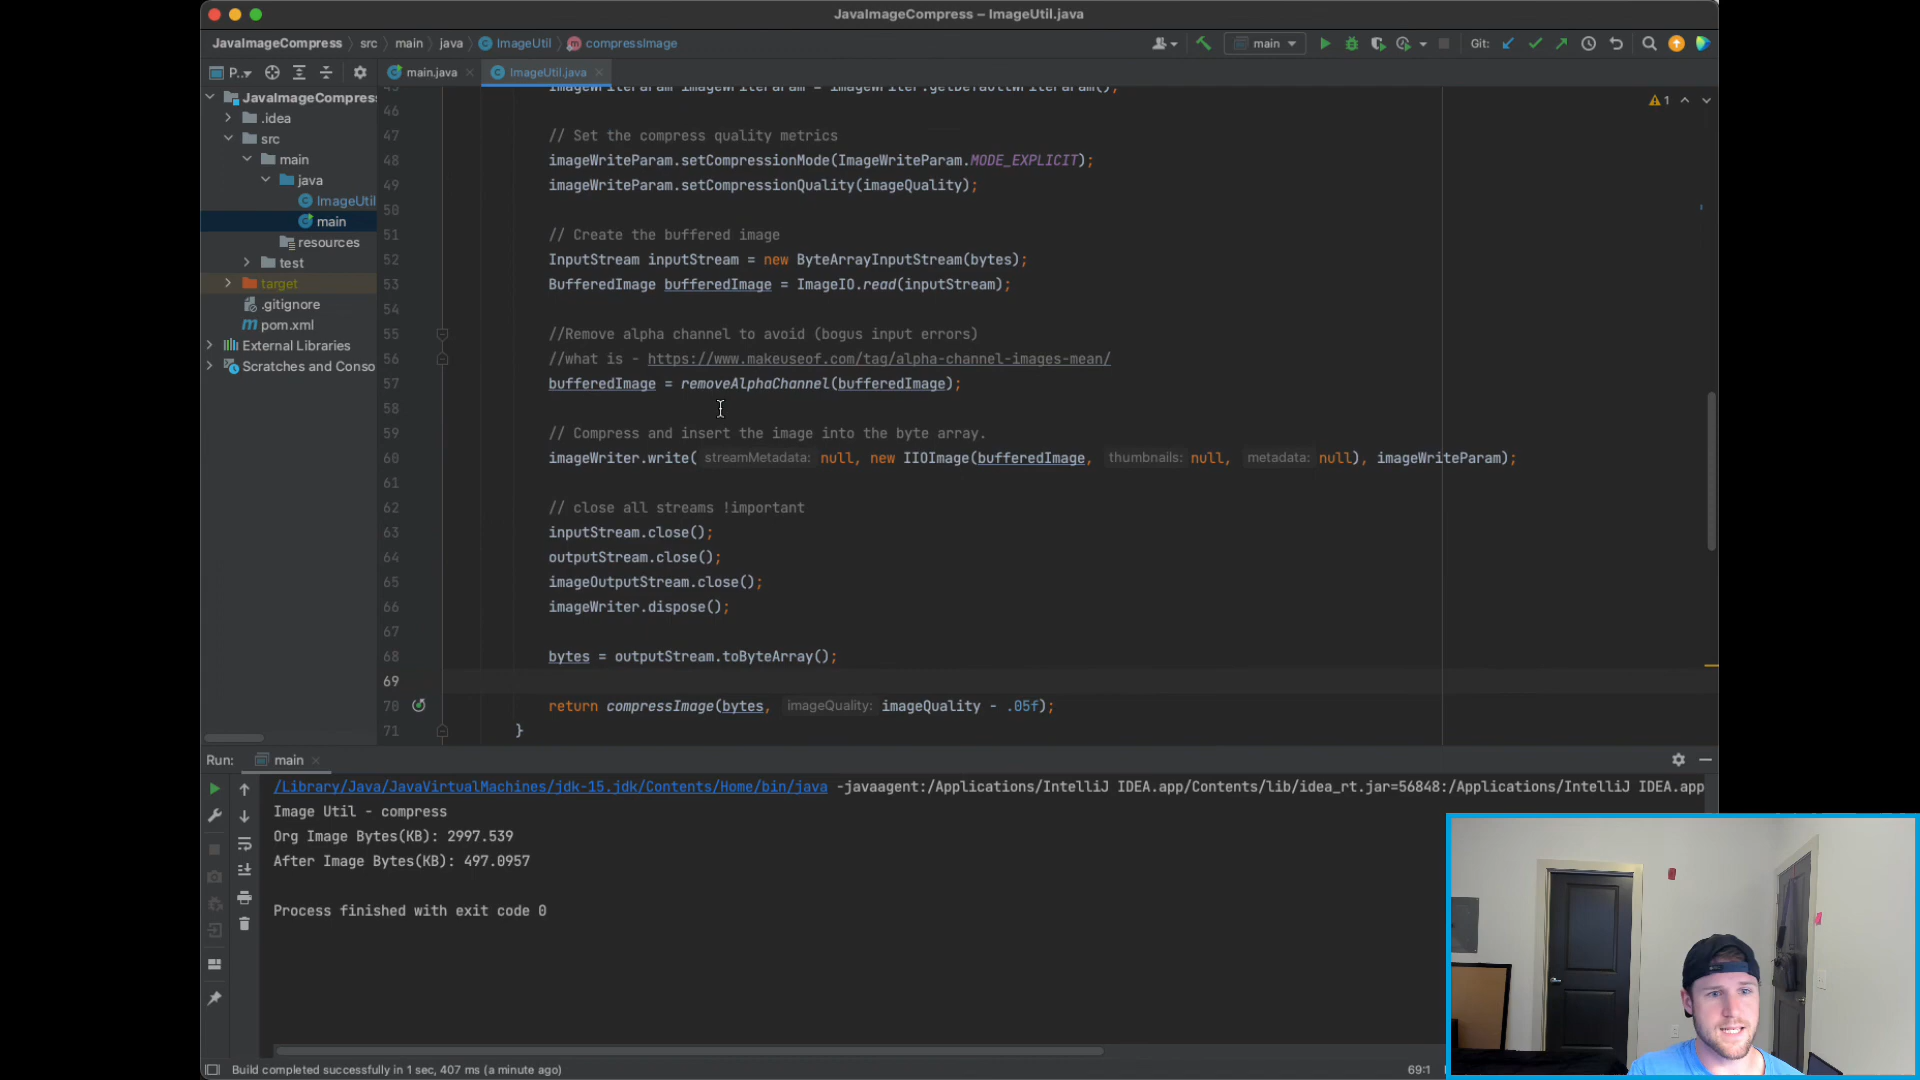 JavaImageCompress – ImageUtil.java
JavaImageCompress src main java ImageUtil compressImage main Git:
P.. main.java ImageUtil.java
JavaImageCompress
.idea
src
main
java
ImageUtil
main
resources
test
target
.gitignore
pom.xml
External Libraries
Scratches and Conso
1
45 imageWriteParam imageWriteParam = imageWriter.getDefaultWriteParam();
46
47 // Set the compress quality metrics
48 imageWriteParam.setCompressionMode(ImageWriteParam.MODE_EXPLICIT);
49 imageWriteParam.setCompressionQuality(imageQuality);
50
51 // Create the buffered image
52 InputStream inputStream = new ByteArrayInputStream(bytes);
53 BufferedImage bufferedImage = ImageIO.read(inputStream);
54
55 //Remove alpha channel to avoid (bogus input errors)
56 //what is - https://www.makeuseof.com/tag/alpha-channel-images-mean/
57 bufferedImage = removeAlphaChannel(bufferedImage);
58
59 // Compress and insert the image into the byte array.
60 imageWriter.write( streamMetadata: null, new IIOImage(bufferedImage, thumbnails: null, metadata: null), imageWriteParam);
61
62 // close all streams !important
63 inputStream.close();
64 outputStream.close();
65 imageOutputStream.close();
66 imageWriter.dispose();
67
68 bytes = outputStream.toByteArray();
69
70 return compressImage(bytes, imageQuality: imageQuality - .05f);
71 }
Run: main
/Library/Java/JavaVirtualMachines/jdk-15.jdk/Contents/Home/bin/java -javaagent:/Applications/IntelliJ IDEA.app/Contents/lib/idea_rt.jar=56848:/Applications/IntelliJ IDEA.app
Image Util - compress
Org Image Bytes(KB): 2997.539
After Image Bytes(KB): 497.0957
Process finished with exit code 0
Build completed successfully in 1 sec, 407 ms (a minute ago)
69:1